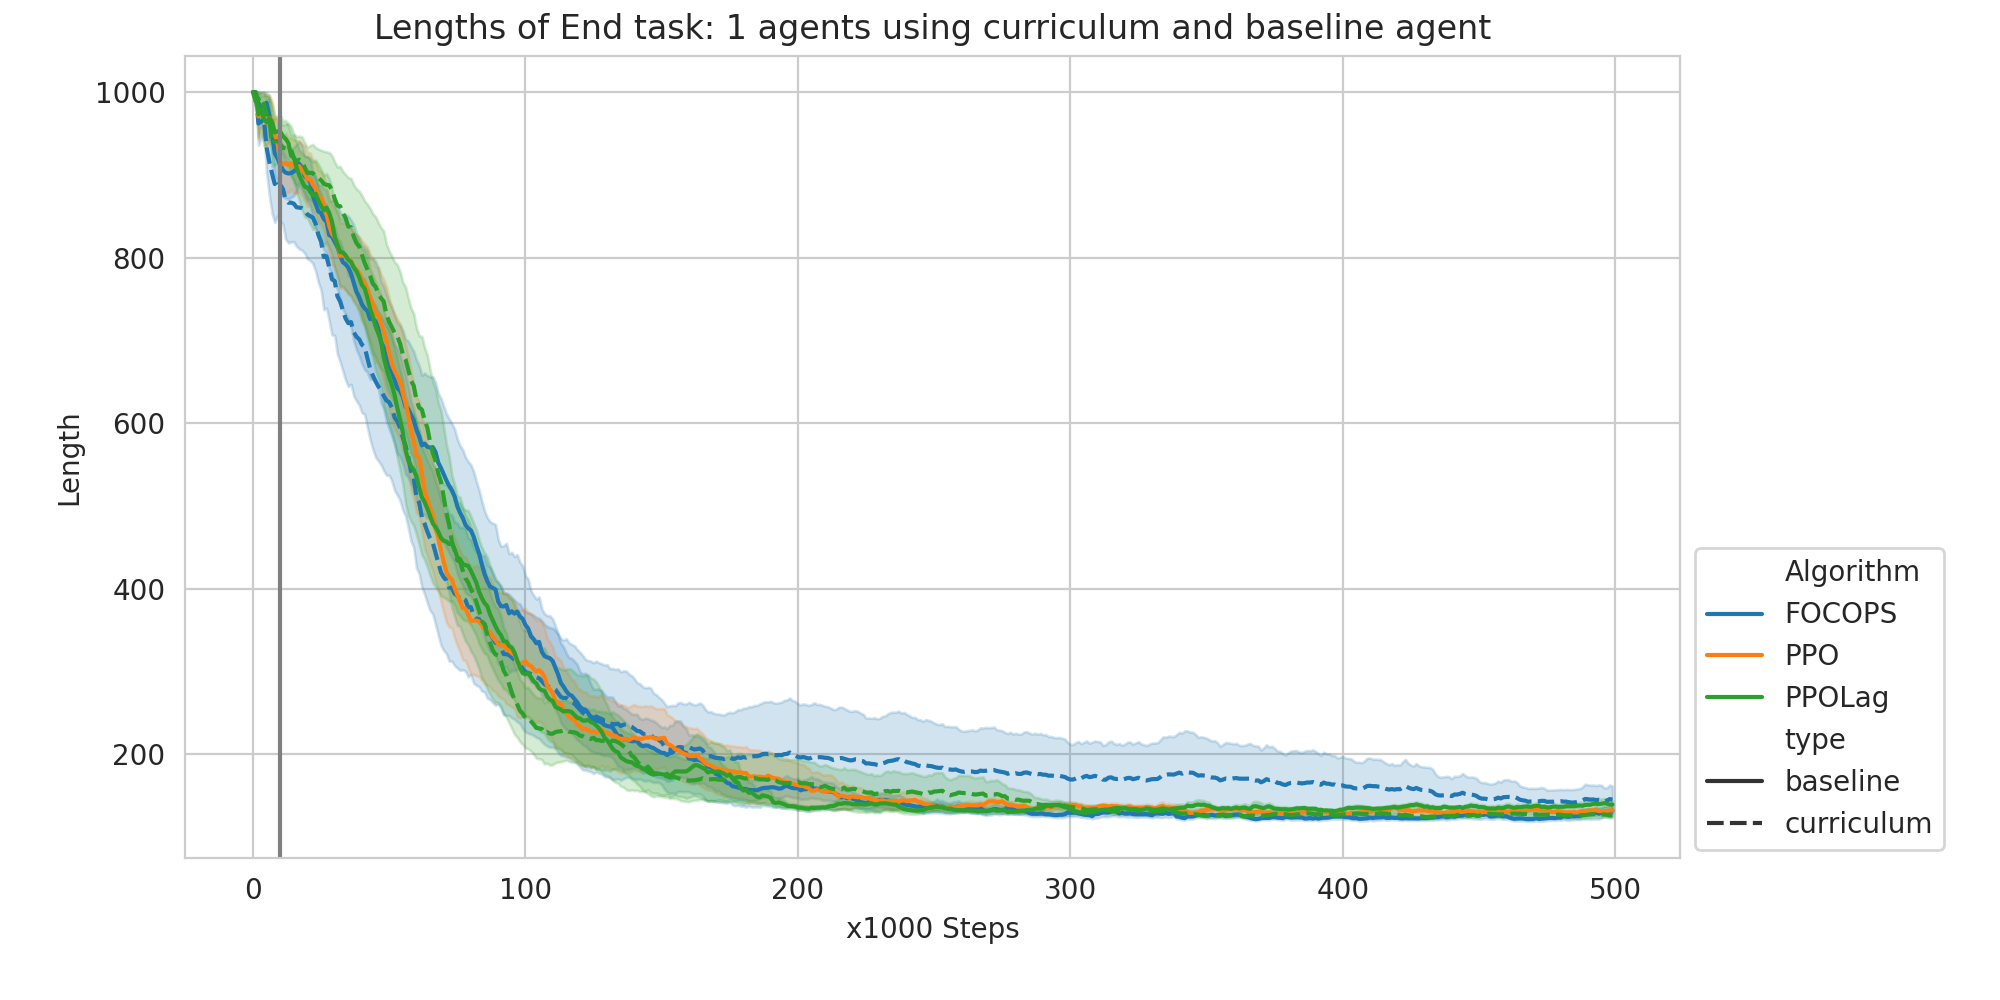 Lengths of End task: 1 agents using curriculum and baseline agent
1000
800
600
400
200
Length
0 100 200 300 400 500
x1000 Steps
Algorithm
FOCOPS
PPO
PPOLag
type
baseline
curriculum